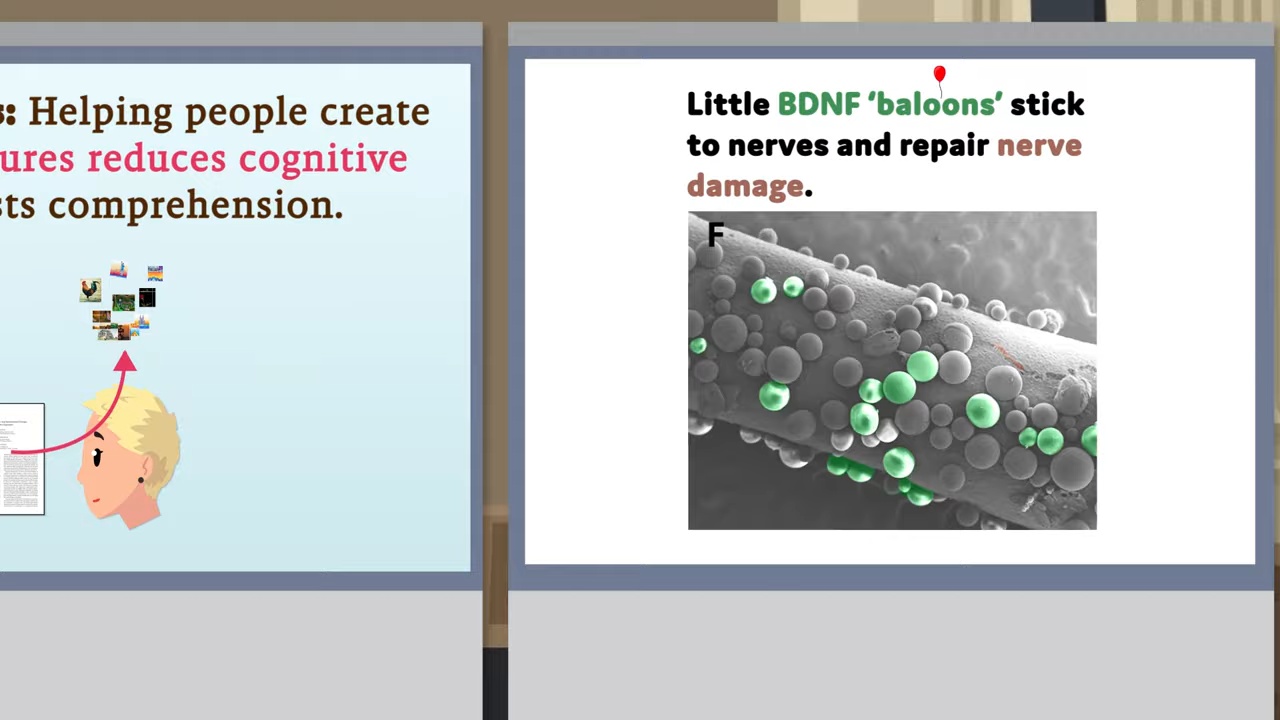 s: Helping people create
ures reduces cognitive
sts comprehension.
Little BDNF ‘baloons’ stick
to nerves and repair nerve
damage.
F